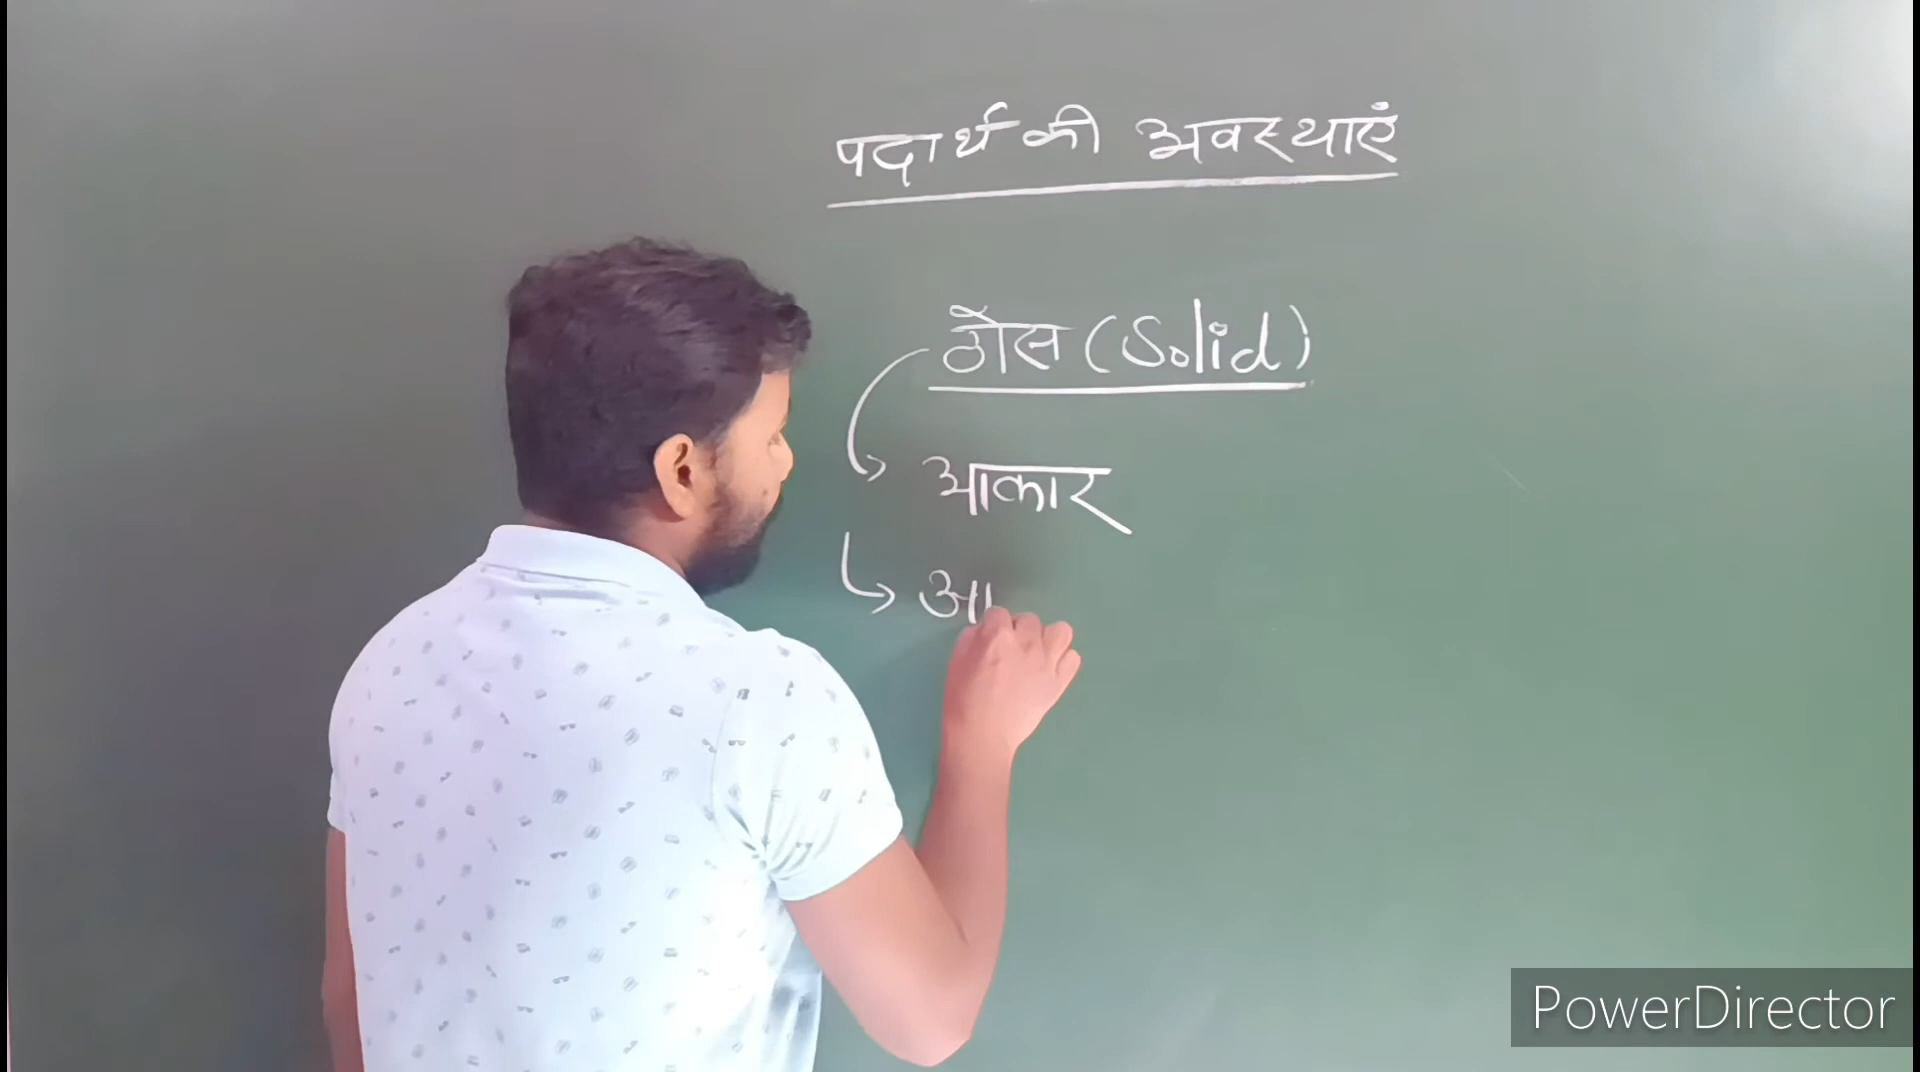 पदार्थ की अवस्थाएं
ठोस (Solid)
आकार
आ
PowerDirector